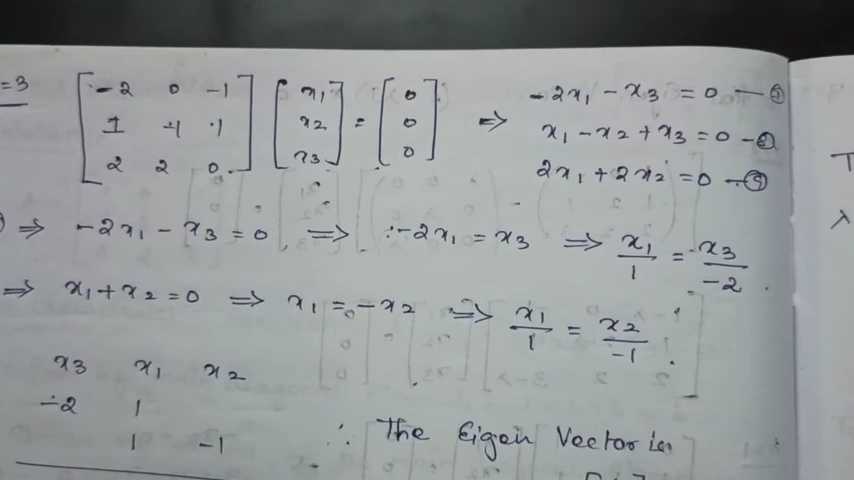 =3 [-2 0 -1] [x1] = [0] ⇒ -2x1 - x3 = 0 — ①
[1 -1 1] [x2] [0] x1 - x2 + x3 = 0 — ②
[2 2 0] [x3] [0] 2x1 + 2x2 = 0 — ③
) ⇒ -2x1 - x3 = 0 ⇒ -2x1 = x3 ⇒ x1/1 = x3/-2
⇒ x1 + x2 = 0 ⇒ x1 = -x2 ⇒ x1/1 = x2/-1
x3 x1 x2
-2 1
1 -1 ∴ The Eigen Vector is
T
λ